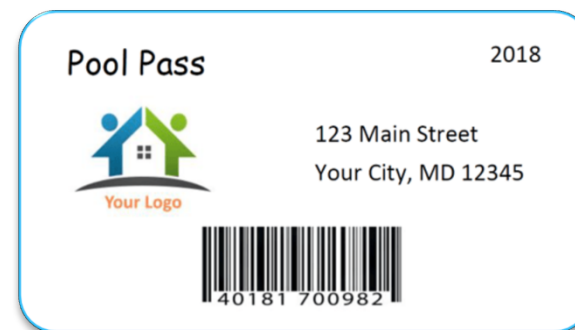 Pool Pass
2018
123 Main Street
Your City, MD 12345
Your Logo
40181 700982